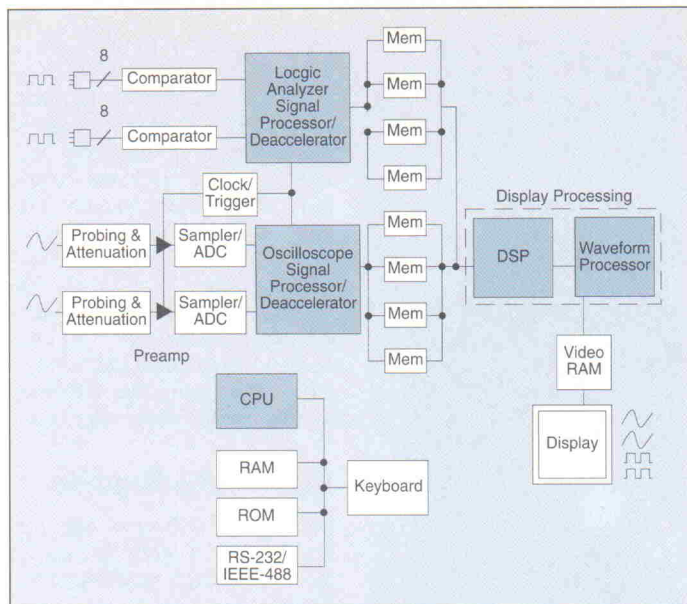 8
Comparator
8
Comparator
Locgic
Analyzer
Signal
Processor/
Deaccelerator
Mem
Mem
Mem
Mem
Clock/
Trigger
Probing &
Attenuation
Sampler/
ADC
Probing &
Attenuation
Sampler/
ADC
Preamp
Oscilloscope
Signal
Processor/
Deaccelerator
Mem
Mem
Mem
Mem
Display Processing
DSP
Waveform
Processor
Video
RAM
Display
CPU
RAM
ROM
RS-232/
IEEE-488
Keyboard